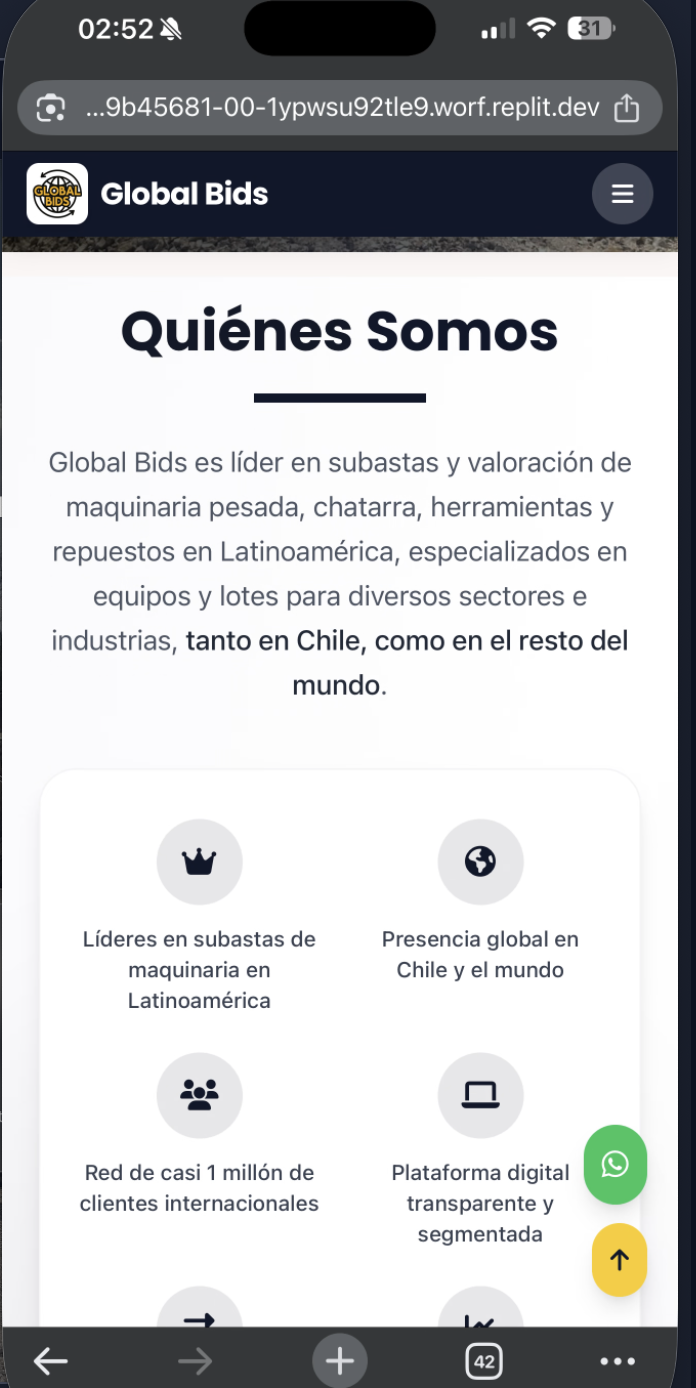 02:52
31
...9b45681-00-1ypwsu92tle9.worf.replit.dev
GLOBAL
BIDS
Global Bids
Quiénes Somos
Global Bids es líder en subastas y valoración de
maquinaria pesada, chatarra, herramientas y
repuestos en Latinoamérica, especializados en
equipos y lotes para diversos sectores e
industrias, tanto en Chile, como en el resto del
mundo.
Líderes en subastas de
maquinaria en
Latinoamérica
Presencia global en
Chile y el mundo
Red de casi 1 millón de
clientes internacionales
Plataforma digital
transparente y
segmentada
42